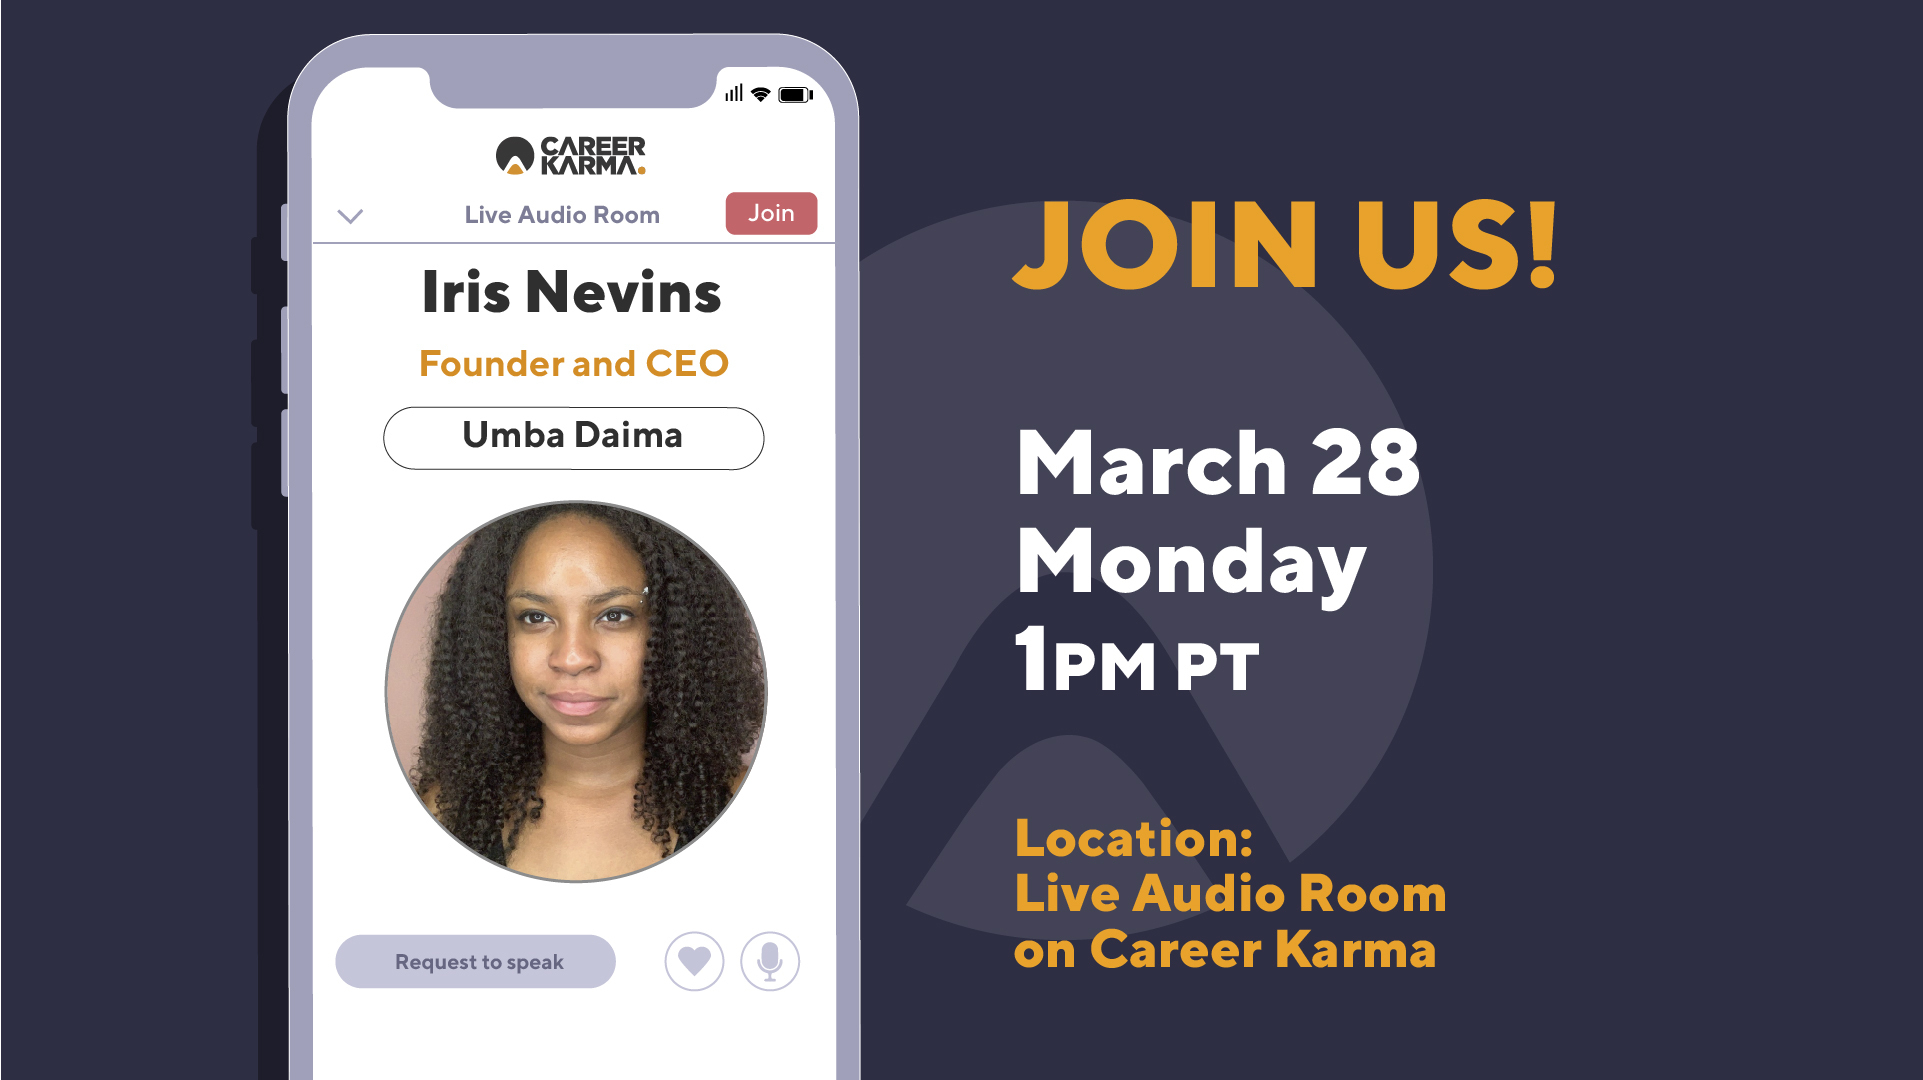 CAREER
KARMA.
Live Audio Room
Join
Iris Nevins
Founder and CEO
Umba Daima
Request to speak
JOIN US!
March 28
Monday
1PM PT
Location:
Live Audio Room
on Career Karma